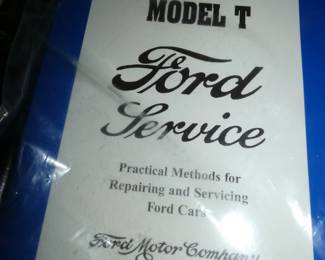 MODEL T
Ford
Service
Practical Methods for
Repairing and Servicing
Ford Cars
Ford Motor Company